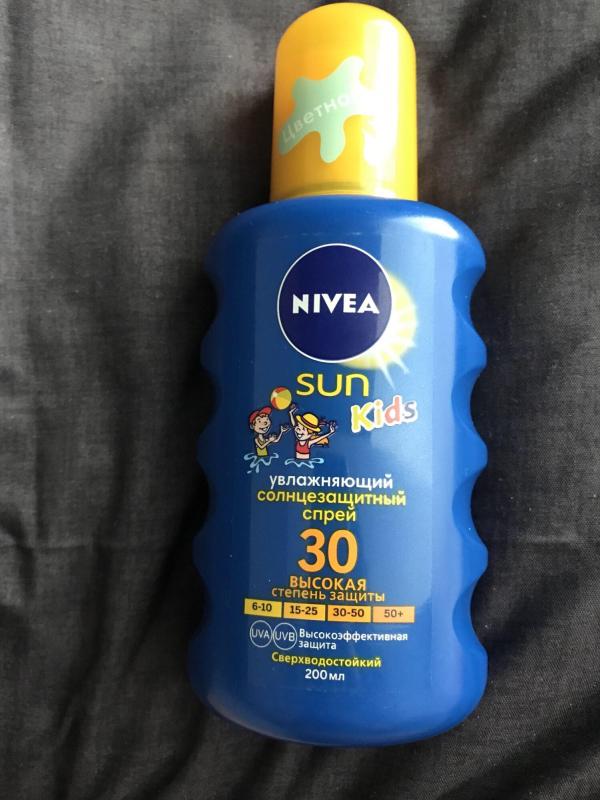 Цветной
NIVEA
sun
Kids
увлажняющий
солнцезащитный
спрей
30
ВЫСОКАЯ
степень защиты
6-10 15-25 30-50 50+
UVA UVB Высокоэффективная
защита
Сверхводостойкий
200 мл